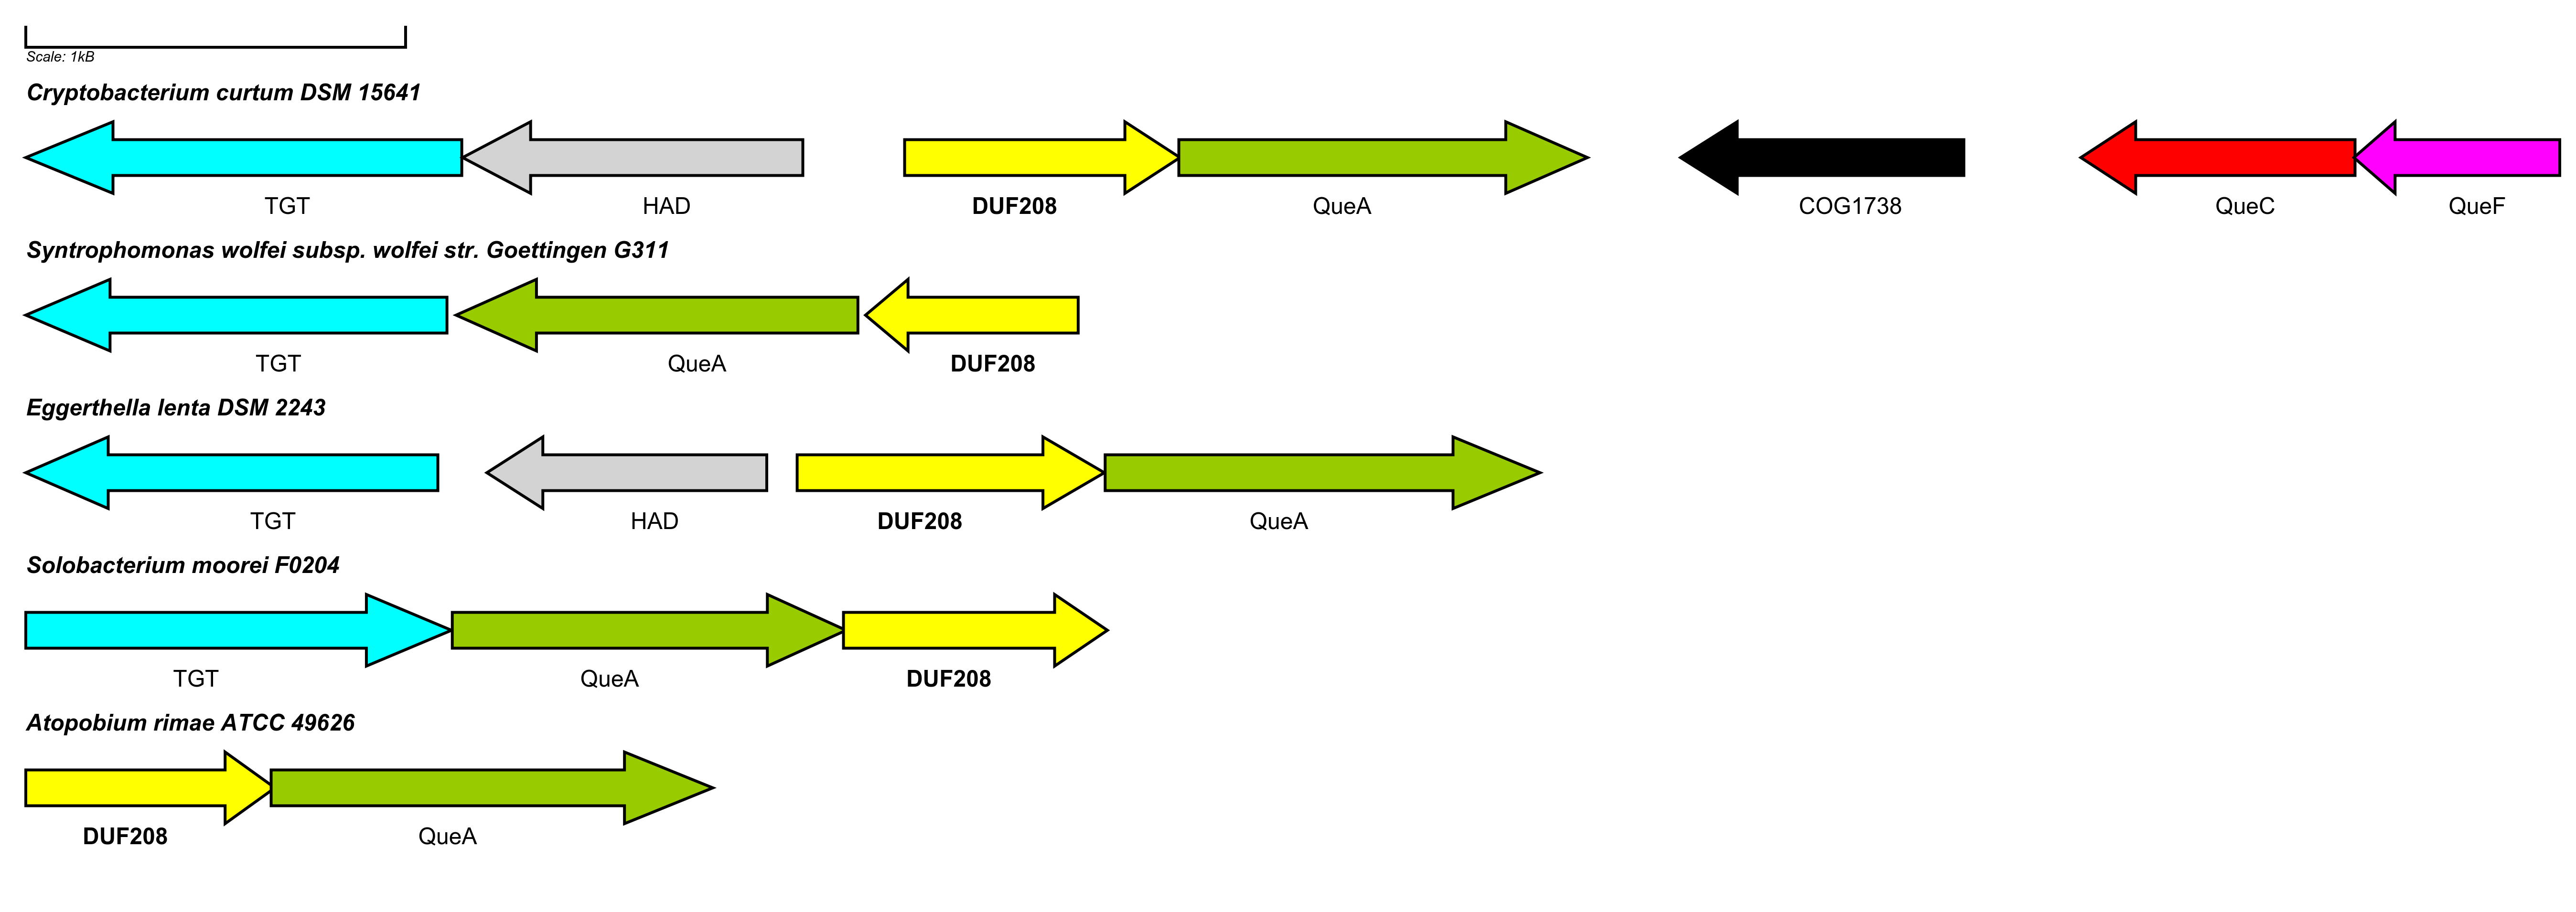 Scale: 1kB
Cryptobacterium curtum DSM 15641
TGT HAD DUF208 QueA COG1738 QueC QueF
Syntrophomonas wolfei subsp. wolfei str. Goettingen G311
TGT QueA DUF208
Eggerthella lenta DSM 2243
TGT HAD DUF208 QueA
Solobacterium moorei F0204
TGT QueA DUF208
Atopobium rimae ATCC 49626
DUF208 QueA